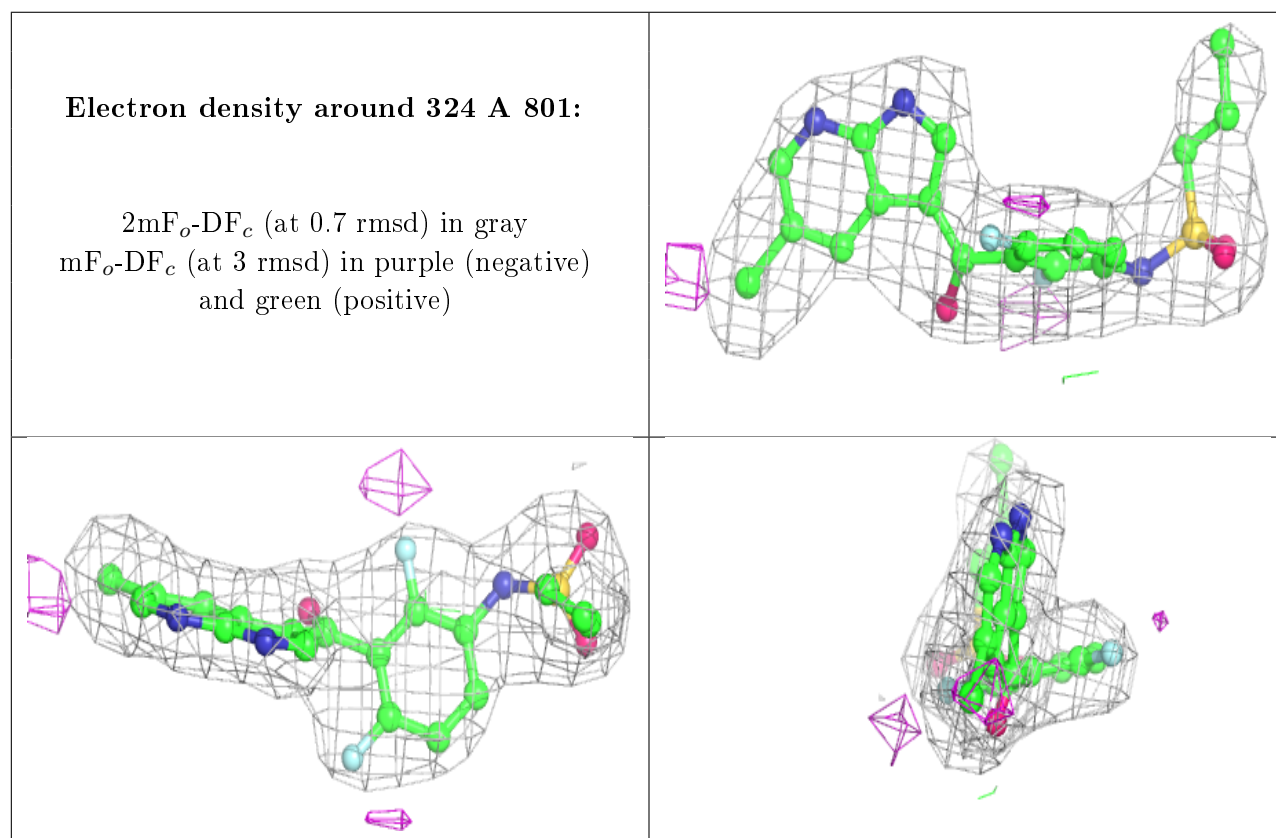 Electron density around 324 A 801:
2mFₒ-DF𝒸 (at 0.7 rmsd) in gray
mFₒ-DF𝒸 (at 3 rmsd) in purple (negative)
and green (positive)